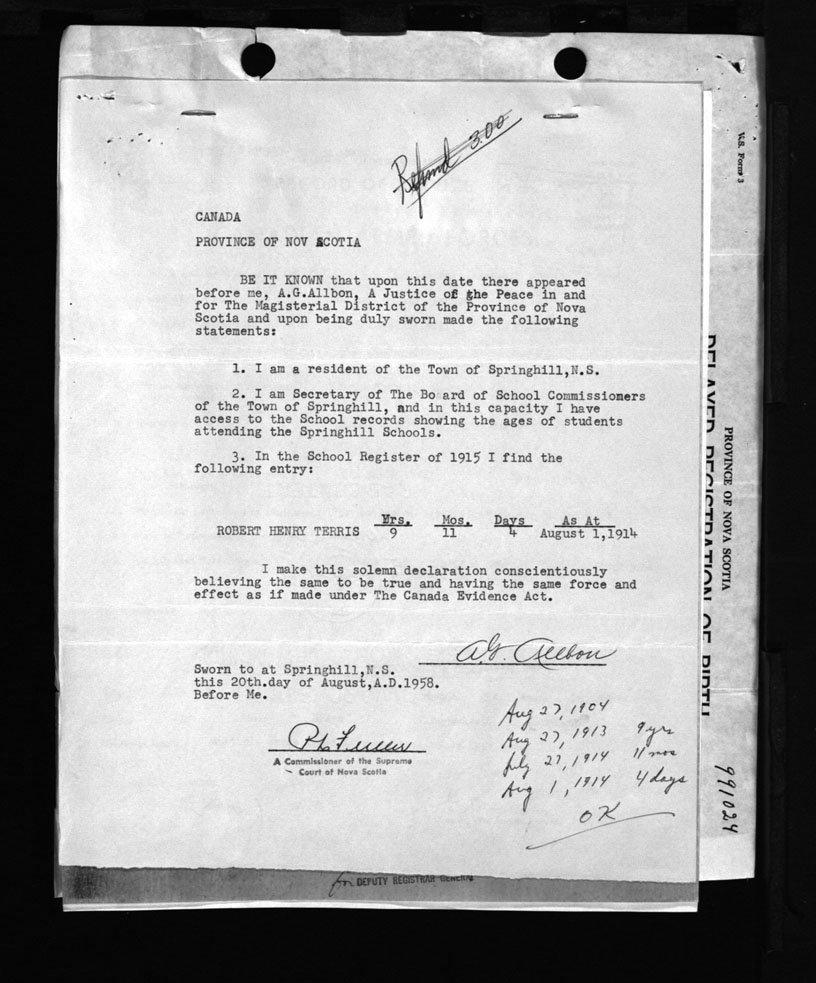 Refund 3.00
CANADA
PROVINCE OF NOV SCOTIA
BE IT KNOWN that upon this date there appeared
before me, A.G.Allbon, A Justice of ghe Peace in and
for The Magisterial District of the Province of Nova
Scotia and upon being duly sworn made the following
statements:
1. I am a resident of the Town of Springhill,N.S.
2. I am Secretary of The Bo ard of School Commissiomers
of the Town of Springhill, and in this capacity I have
access to the School records showing the ages of students
attending the Springhill Schools.
3. In the School Register of 1915 I find the
following entry:
Yrs. Mos. Days As At
ROBERT HENRY TERRIS 9 11 4 August 1,1914
I make this solemn declaration conscientiously
believing the same to be true and having the same force and
effect as if made under The Canada Evidence Act.
A.G. Allbon
Sworn to at Springhill,N.S.
this 20th.day of August,A.D.1958.
Before Me.
A Commissioner of the Supreme
Court of Nova Scotia
Aug 27, 1904
Aug 27, 1913 9 yrs
July 27, 1914 11 mos
Aug 1, 1914 4 days
OK
for DEPUTY REGISTRAR GENERAL
V.S. Form 3
PROVINCE OF NOVA SCOTIA
DELAYED REGISTRATION OF BIRTH
991024